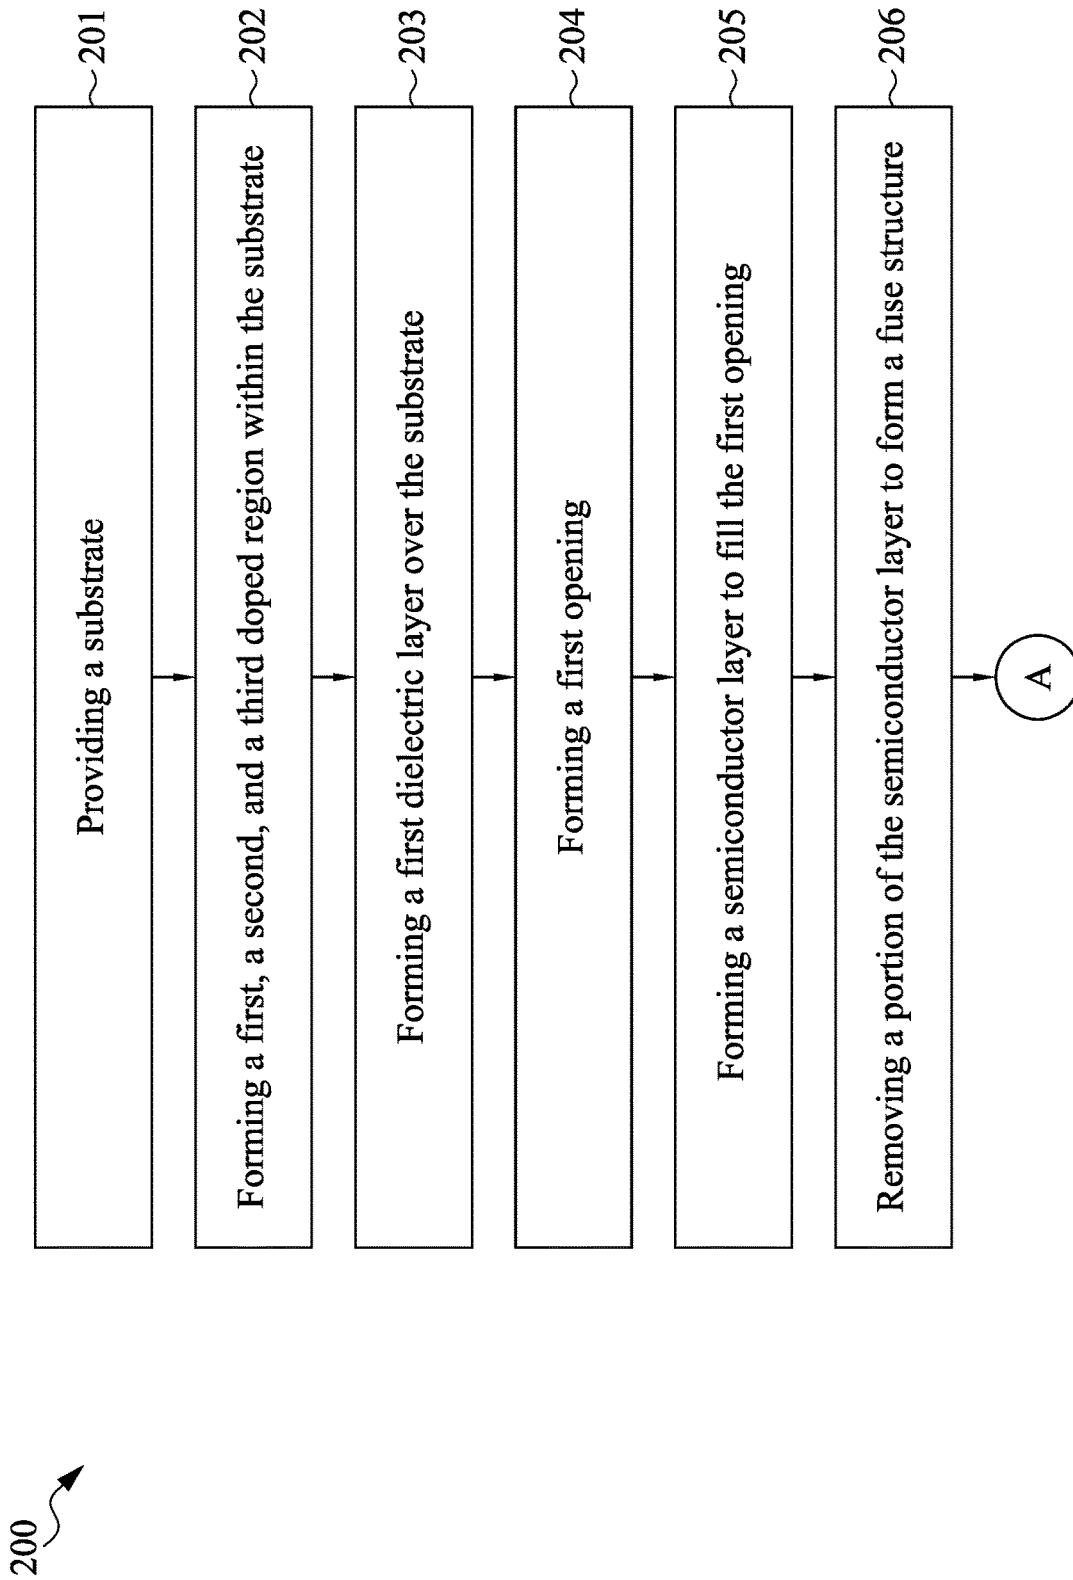 200
Providing a substrate
201
Forming a first, a second, and a third doped region within the substrate
202
Forming a first dielectric layer over the substrate
203
Forming a first opening
204
Forming a semiconductor layer to fill the first opening
205
Removing a portion of the semiconductor layer to form a fuse structure
206
A